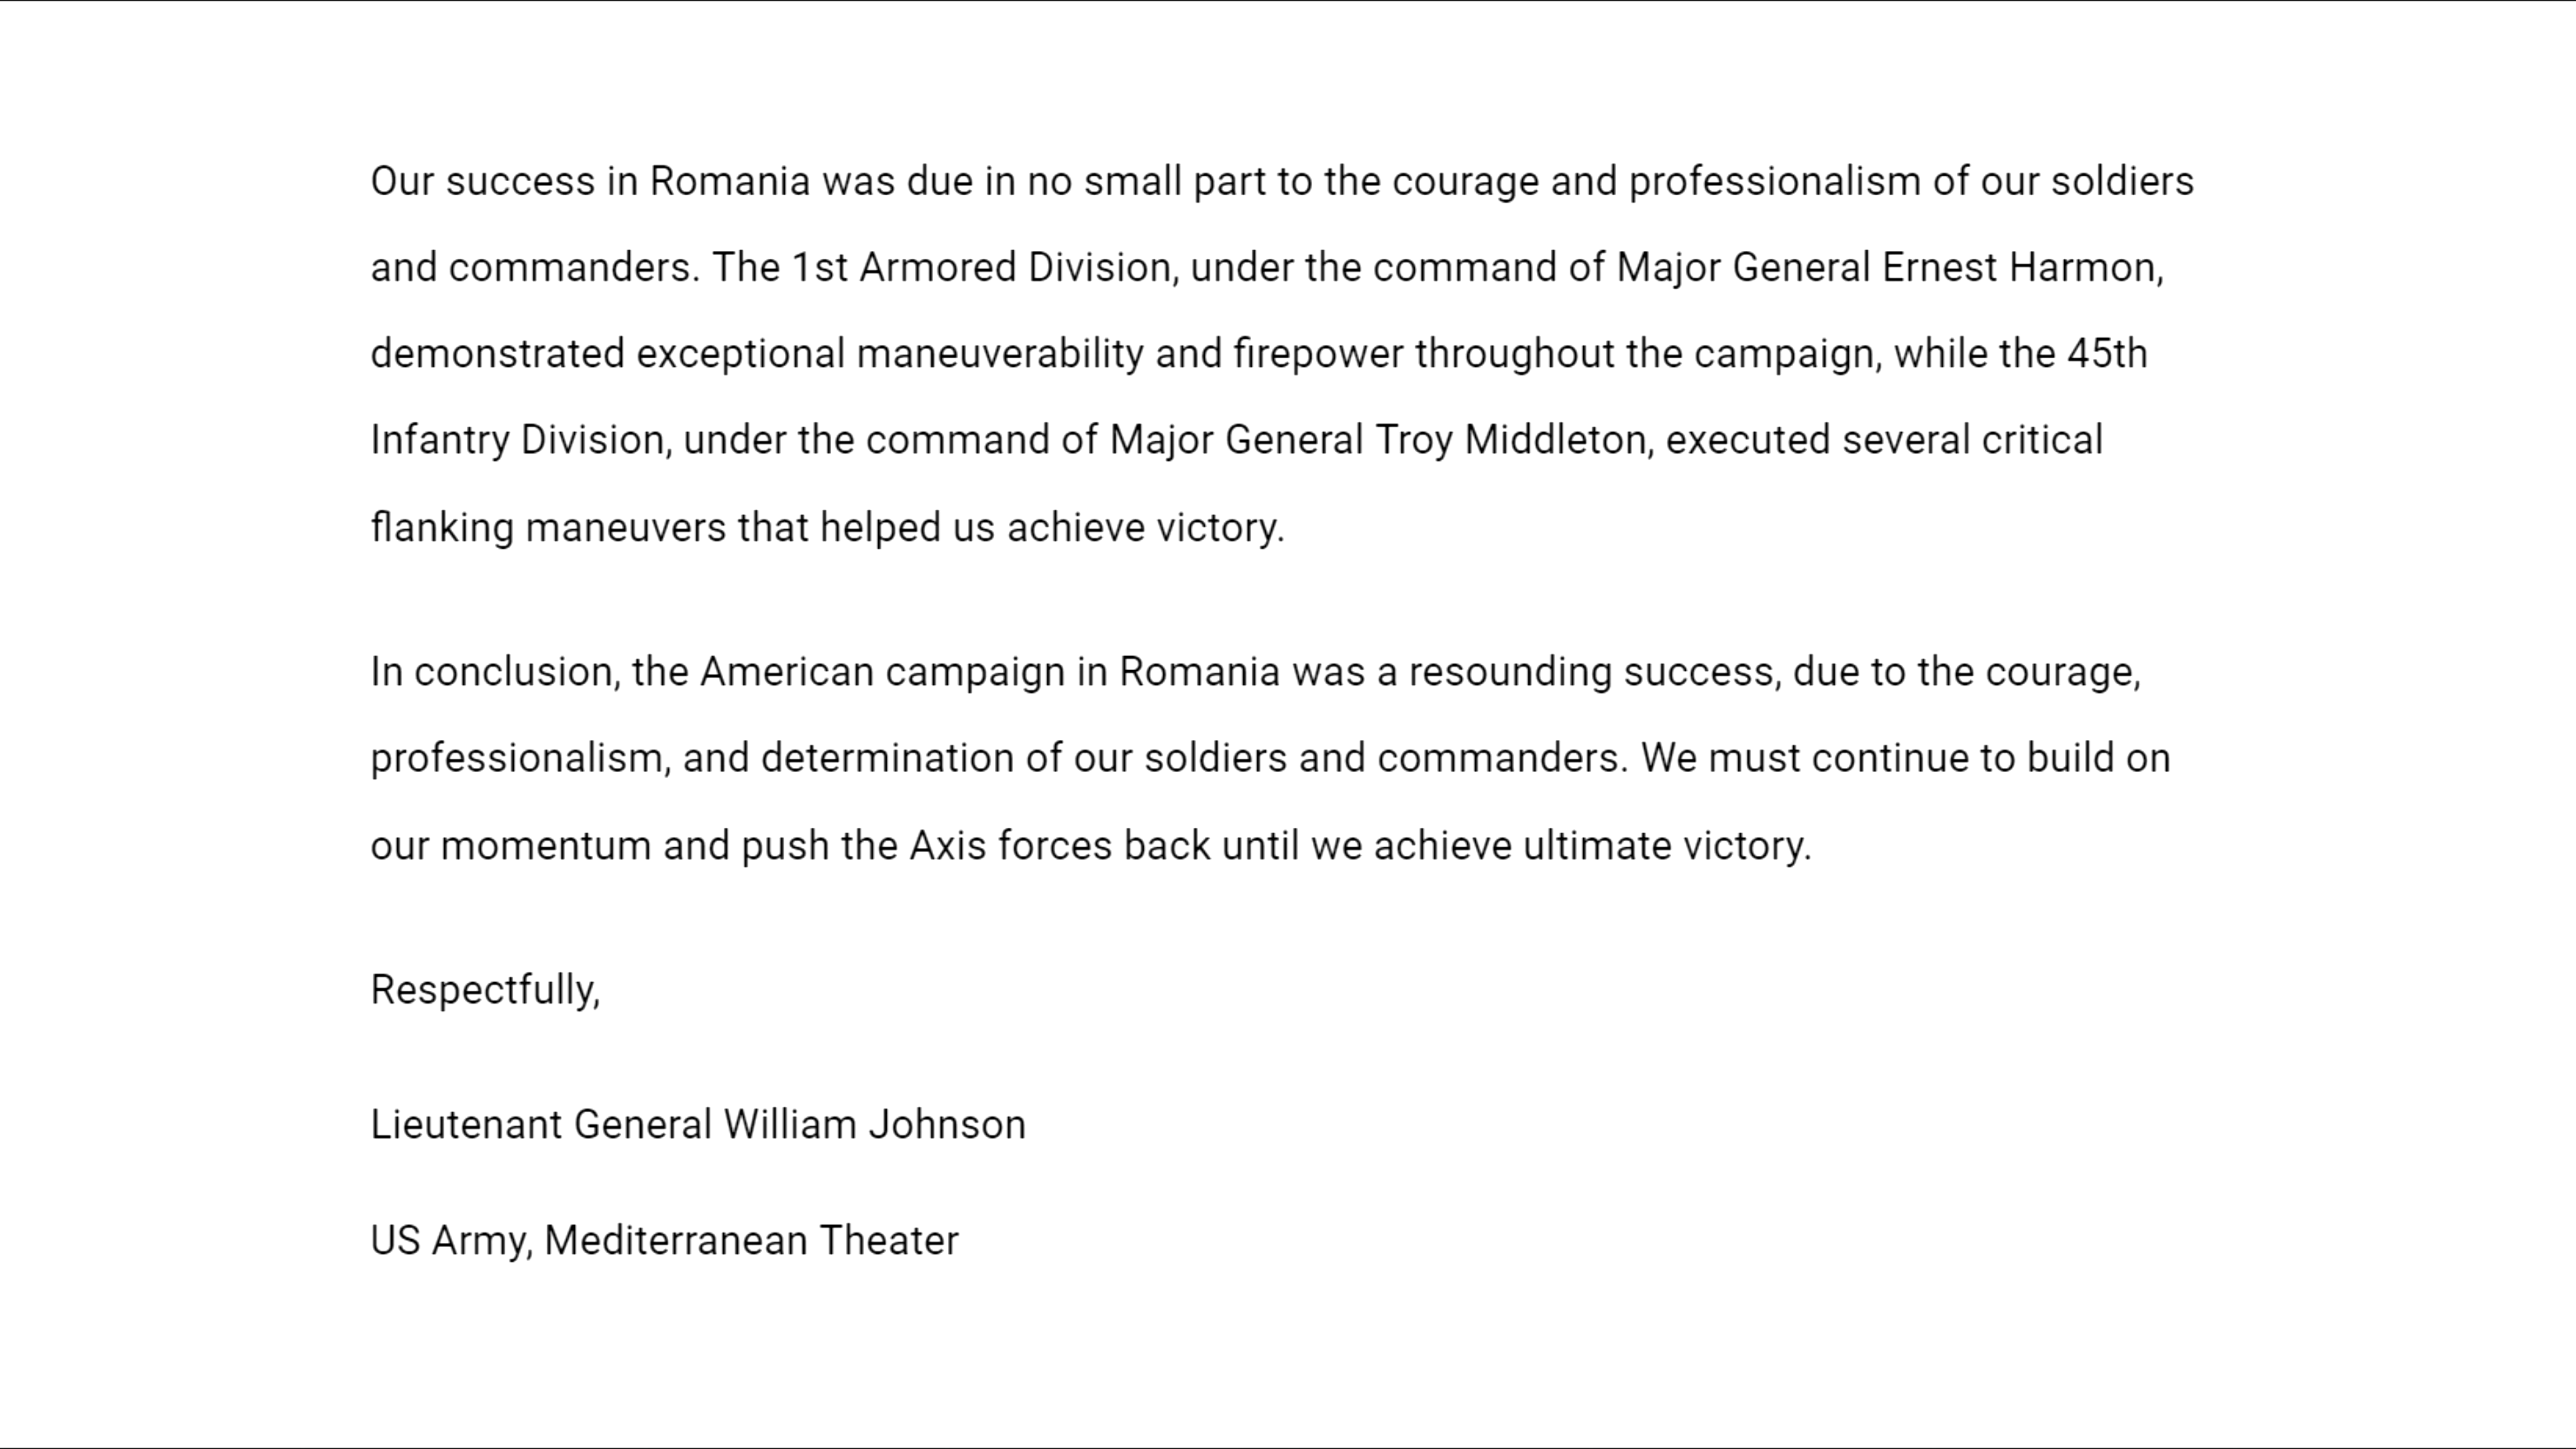 Our success in Romania was due in no small part to the courage and professionalism of our soldiers
and commanders. The 1st Armored Division, under the command of Major General Ernest Harmon,
demonstrated exceptional maneuverability and firepower throughout the campaign, while the 45th
Infantry Division, under the command of Major General Troy Middleton, executed several critical
flanking maneuvers that helped us achieve victory.
In conclusion, the American campaign in Romania was a resounding success, due to the courage,
professionalism, and determination of our soldiers and commanders. We must continue to build on
our momentum and push the Axis forces back until we achieve ultimate victory.
Respectfully,
Lieutenant General William Johnson
US Army, Mediterranean Theater